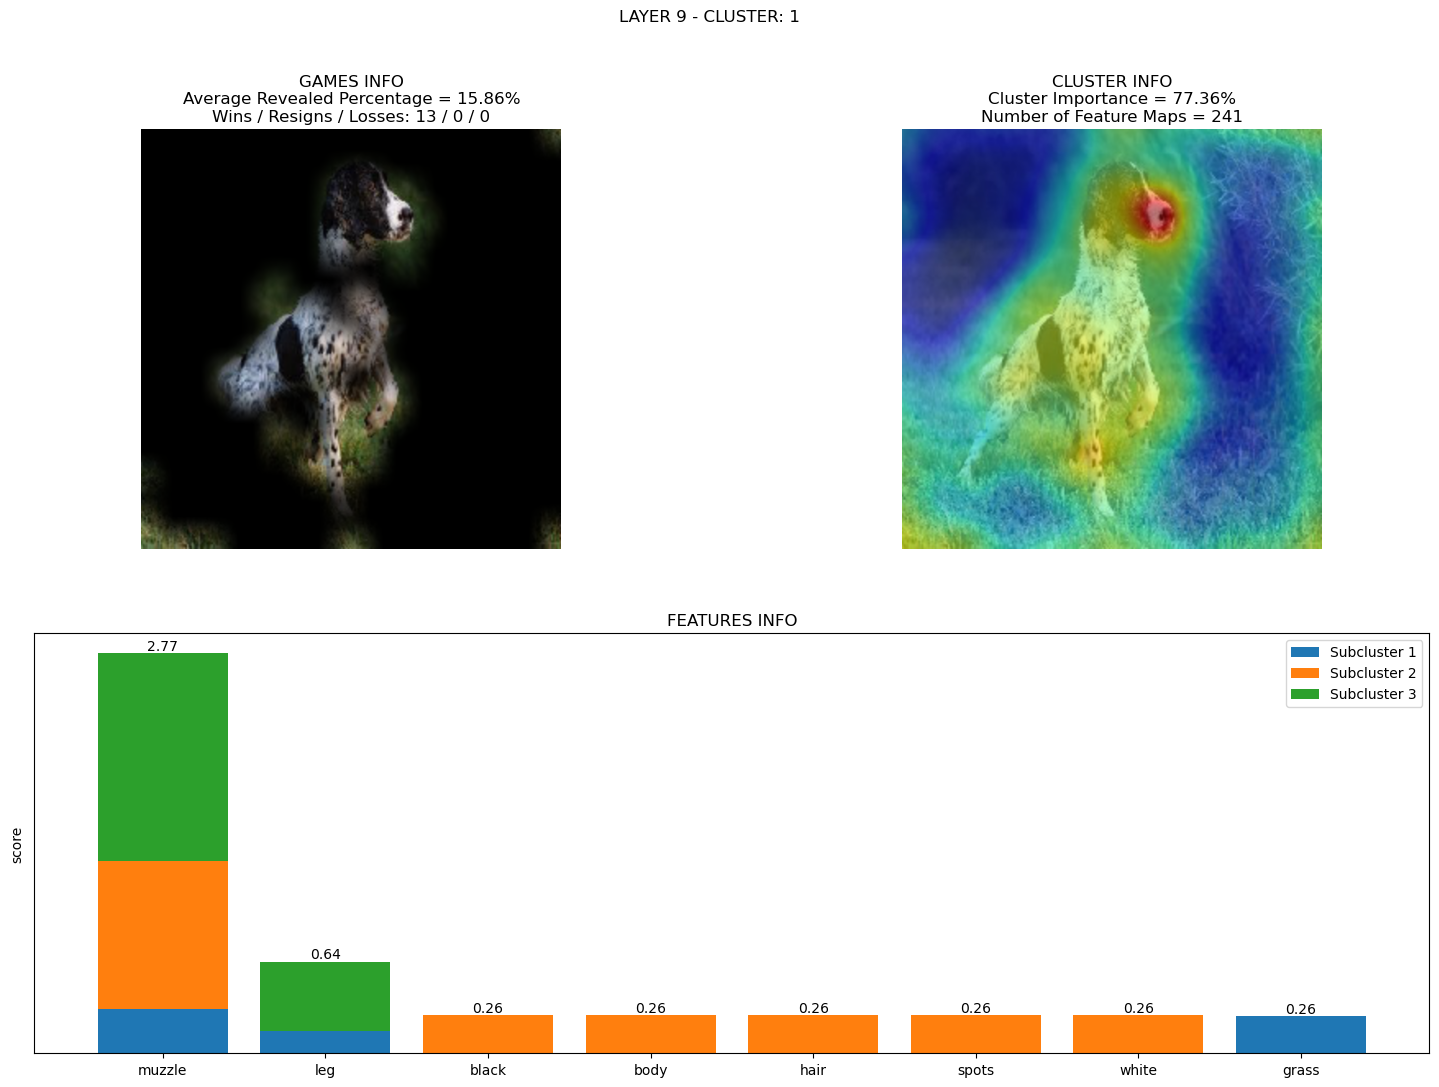 LAYER 9 - CLUSTER: 1
GAMES INFO
Average Revealed Percentage = 15.86%
Wins / Resigns / Losses: 13 / 0 / 0
CLUSTER INFO
Cluster Importance = 77.36%
Number of Feature Maps = 241
FEATURES INFO
score
2.77
0.64
0.26
0.26
0.26
0.26
0.26
0.26
Subcluster 1
Subcluster 2
Subcluster 3
muzzle
leg
black
body
hair
spots
white
grass